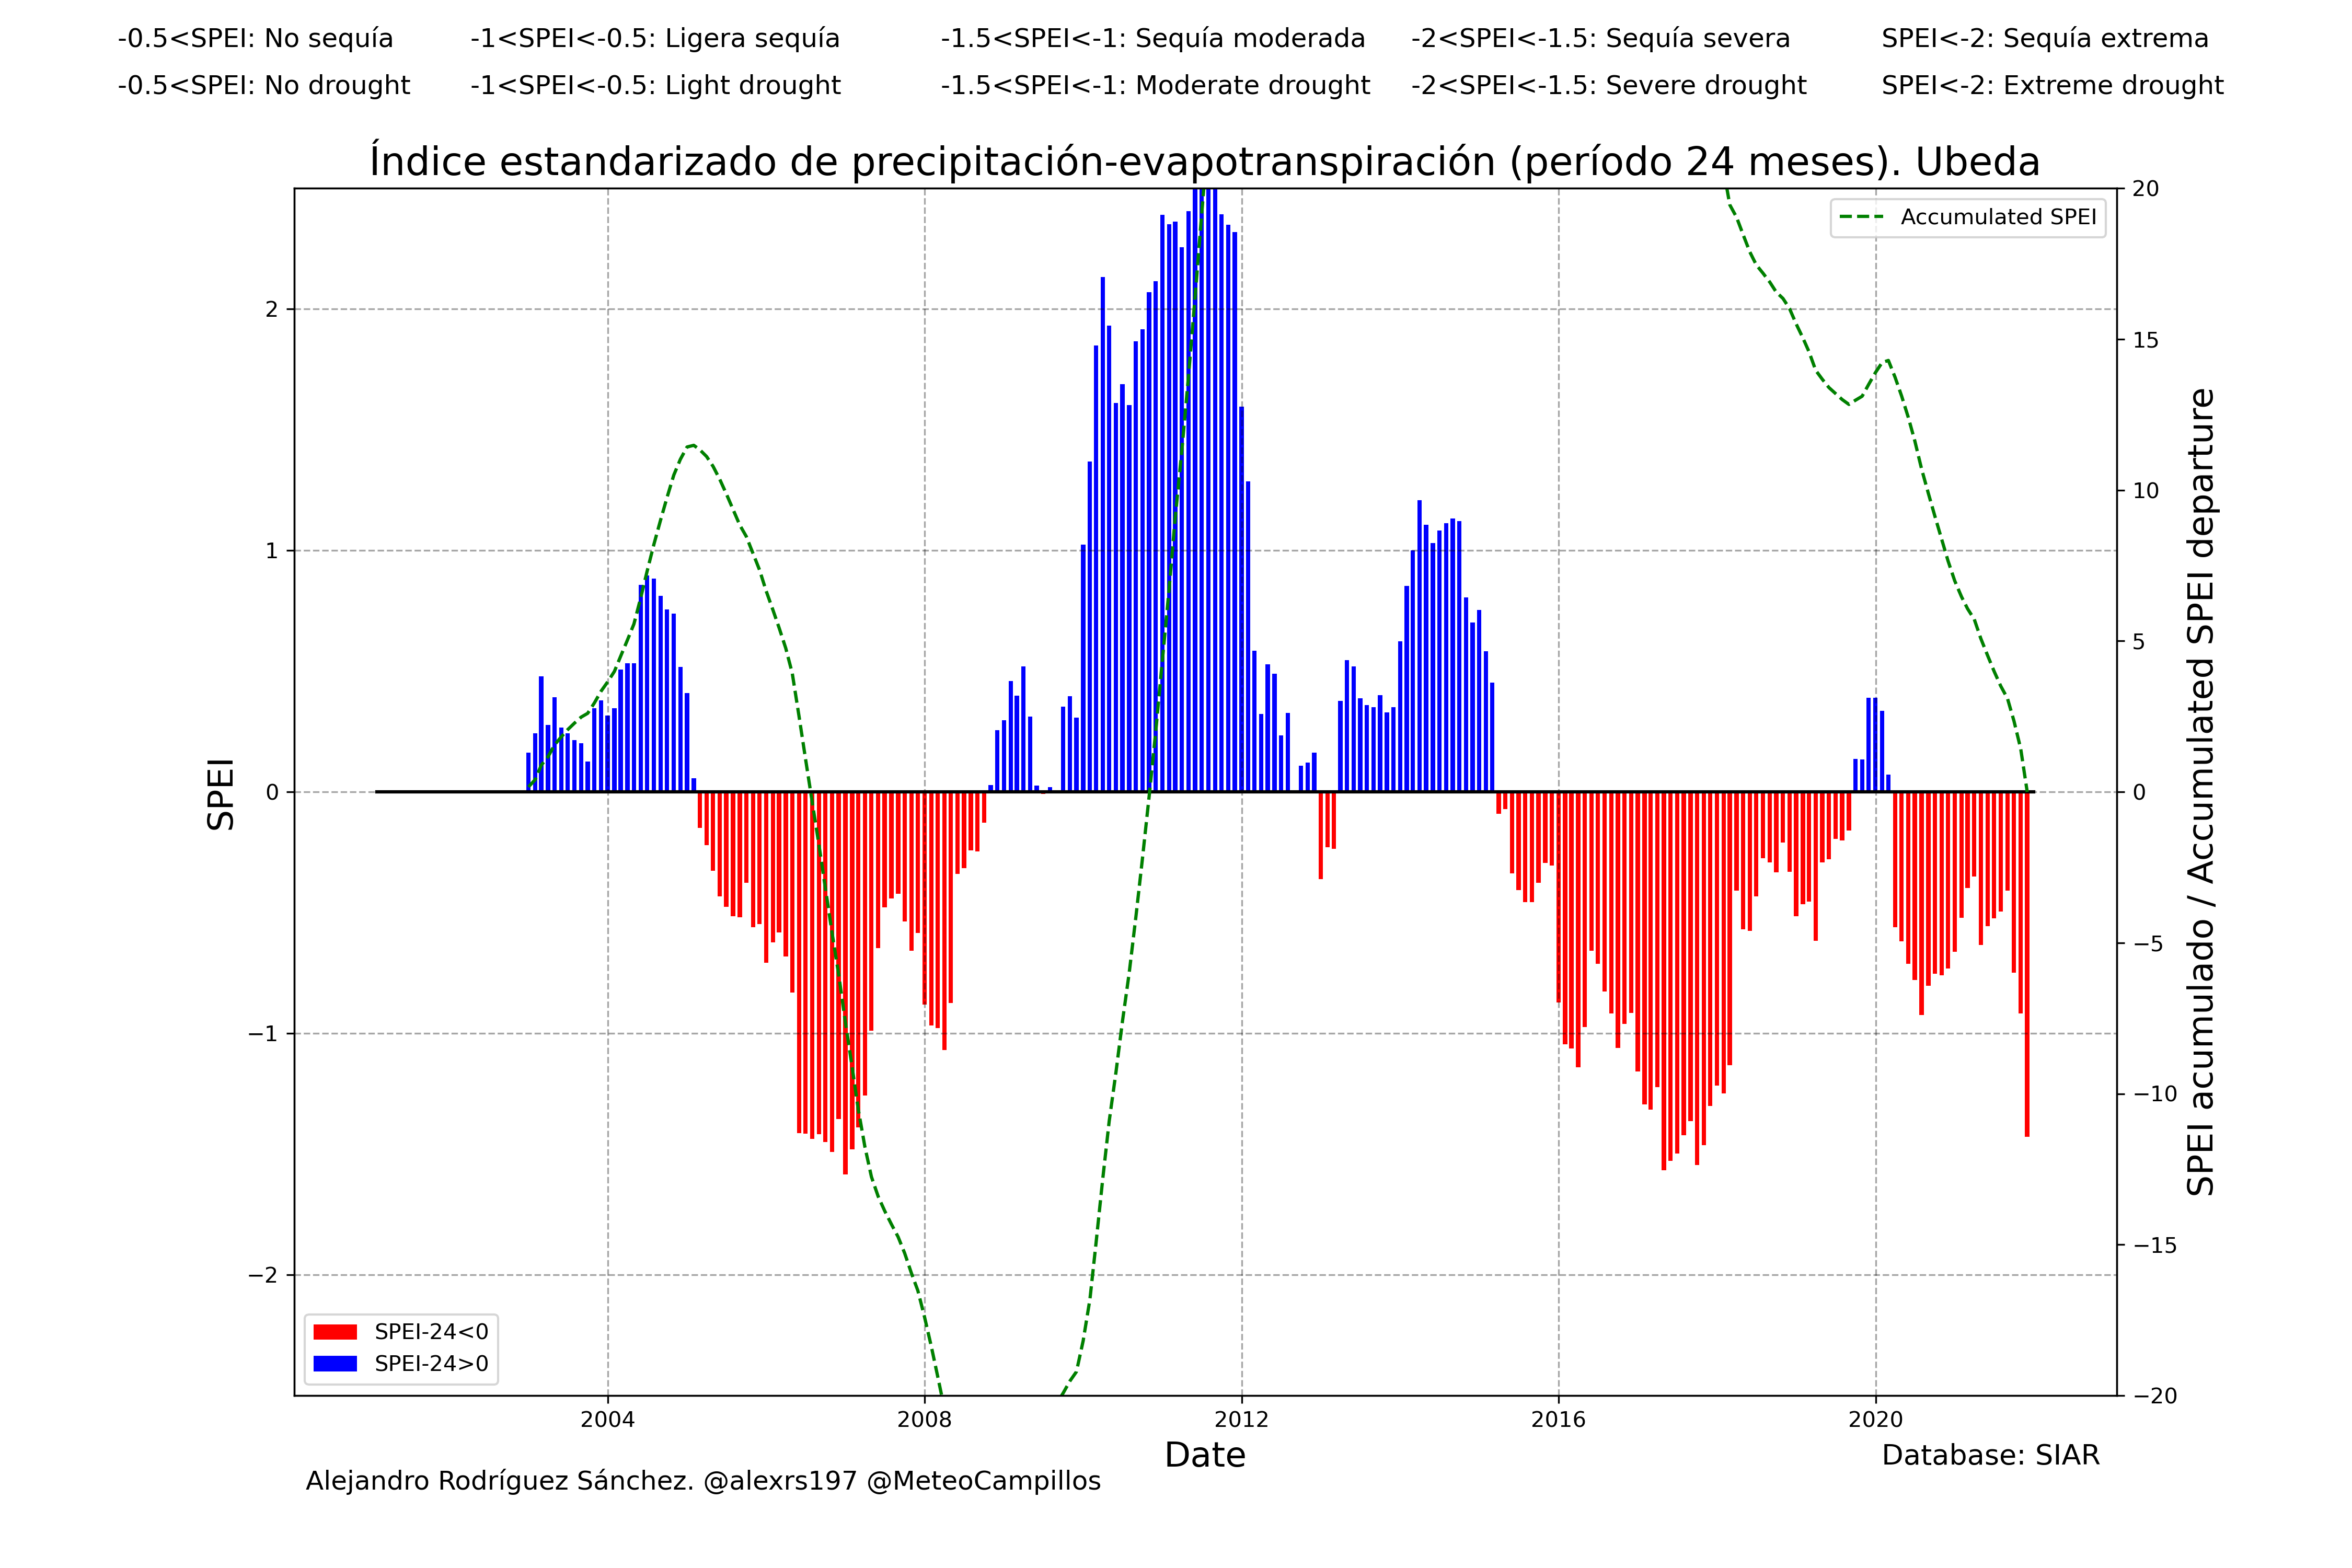 -0.5<SPEI: No sequía -1<SPEI<-0.5: Ligera sequía -1.5<SPEI<-1: Sequía moderada -2<SPEI<-1.5: Sequía severa SPEI<-2: Sequía extrema
-0.5<SPEI: No drought -1<SPEI<-0.5: Light drought -1.5<SPEI<-1: Moderate drought -2<SPEI<-1.5: Severe drought SPEI<-2: Extreme drought
Índice estandarizado de precipitación-evapotranspiración (período 24 meses). Ubeda
SPEI
2
1
0
−1
−2
Accumulated SPEI
20
15
10
5
0
−5
−10
−15
−20
SPEI acumulado / Accumulated SPEI departure
SPEI-24<0
SPEI-24>0
2004 2008 2012 2016 2020
Date
Database: SIAR
Alejandro Rodríguez Sánchez. @alexrs197 @MeteoCampillos